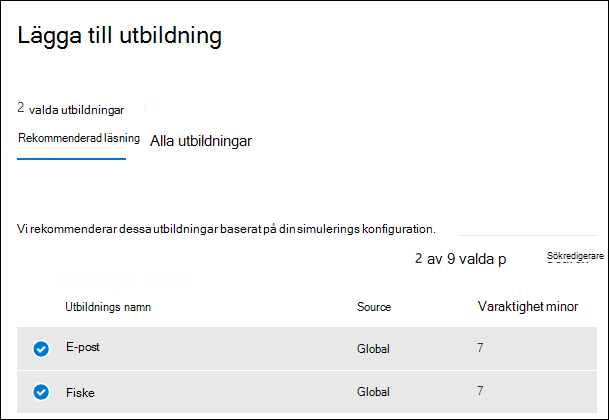 Lägga till utbildning
2 valda utbildningar
Rekommenderad läsning Alla utbildningar
Vi rekommenderar dessa utbildningar baserat på din simulerings konfiguration.
2 av 9 valda p Sökredigerare
Utbildnings namn Source Varaktighet minor
E-post Global 7
Fiske Global 7